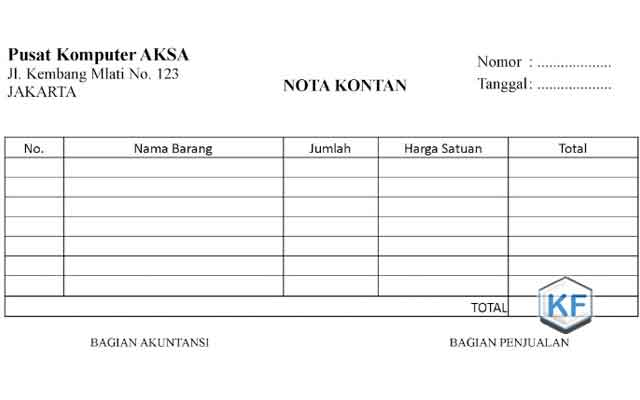 Pusat Komputer AKSA
Jl. Kembang Mlati No. 123
JAKARTA
NOTA KONTAN
Nomor : ...................
Tanggal: ...................
No. Nama Barang Jumlah Harga Satuan Total
TOTAL
KF
BAGIAN AKUNTANSI BAGIAN PENJUALAN